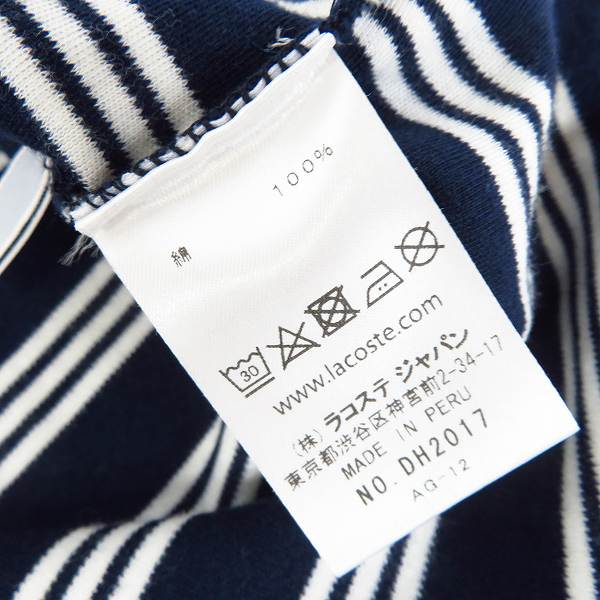 綿 100%
30
www.lacoste.com
(株) ラコステ ジャパン
東京都渋谷区神宮前2-34-17
MADE IN PERU
NO. DH2017
AG-12